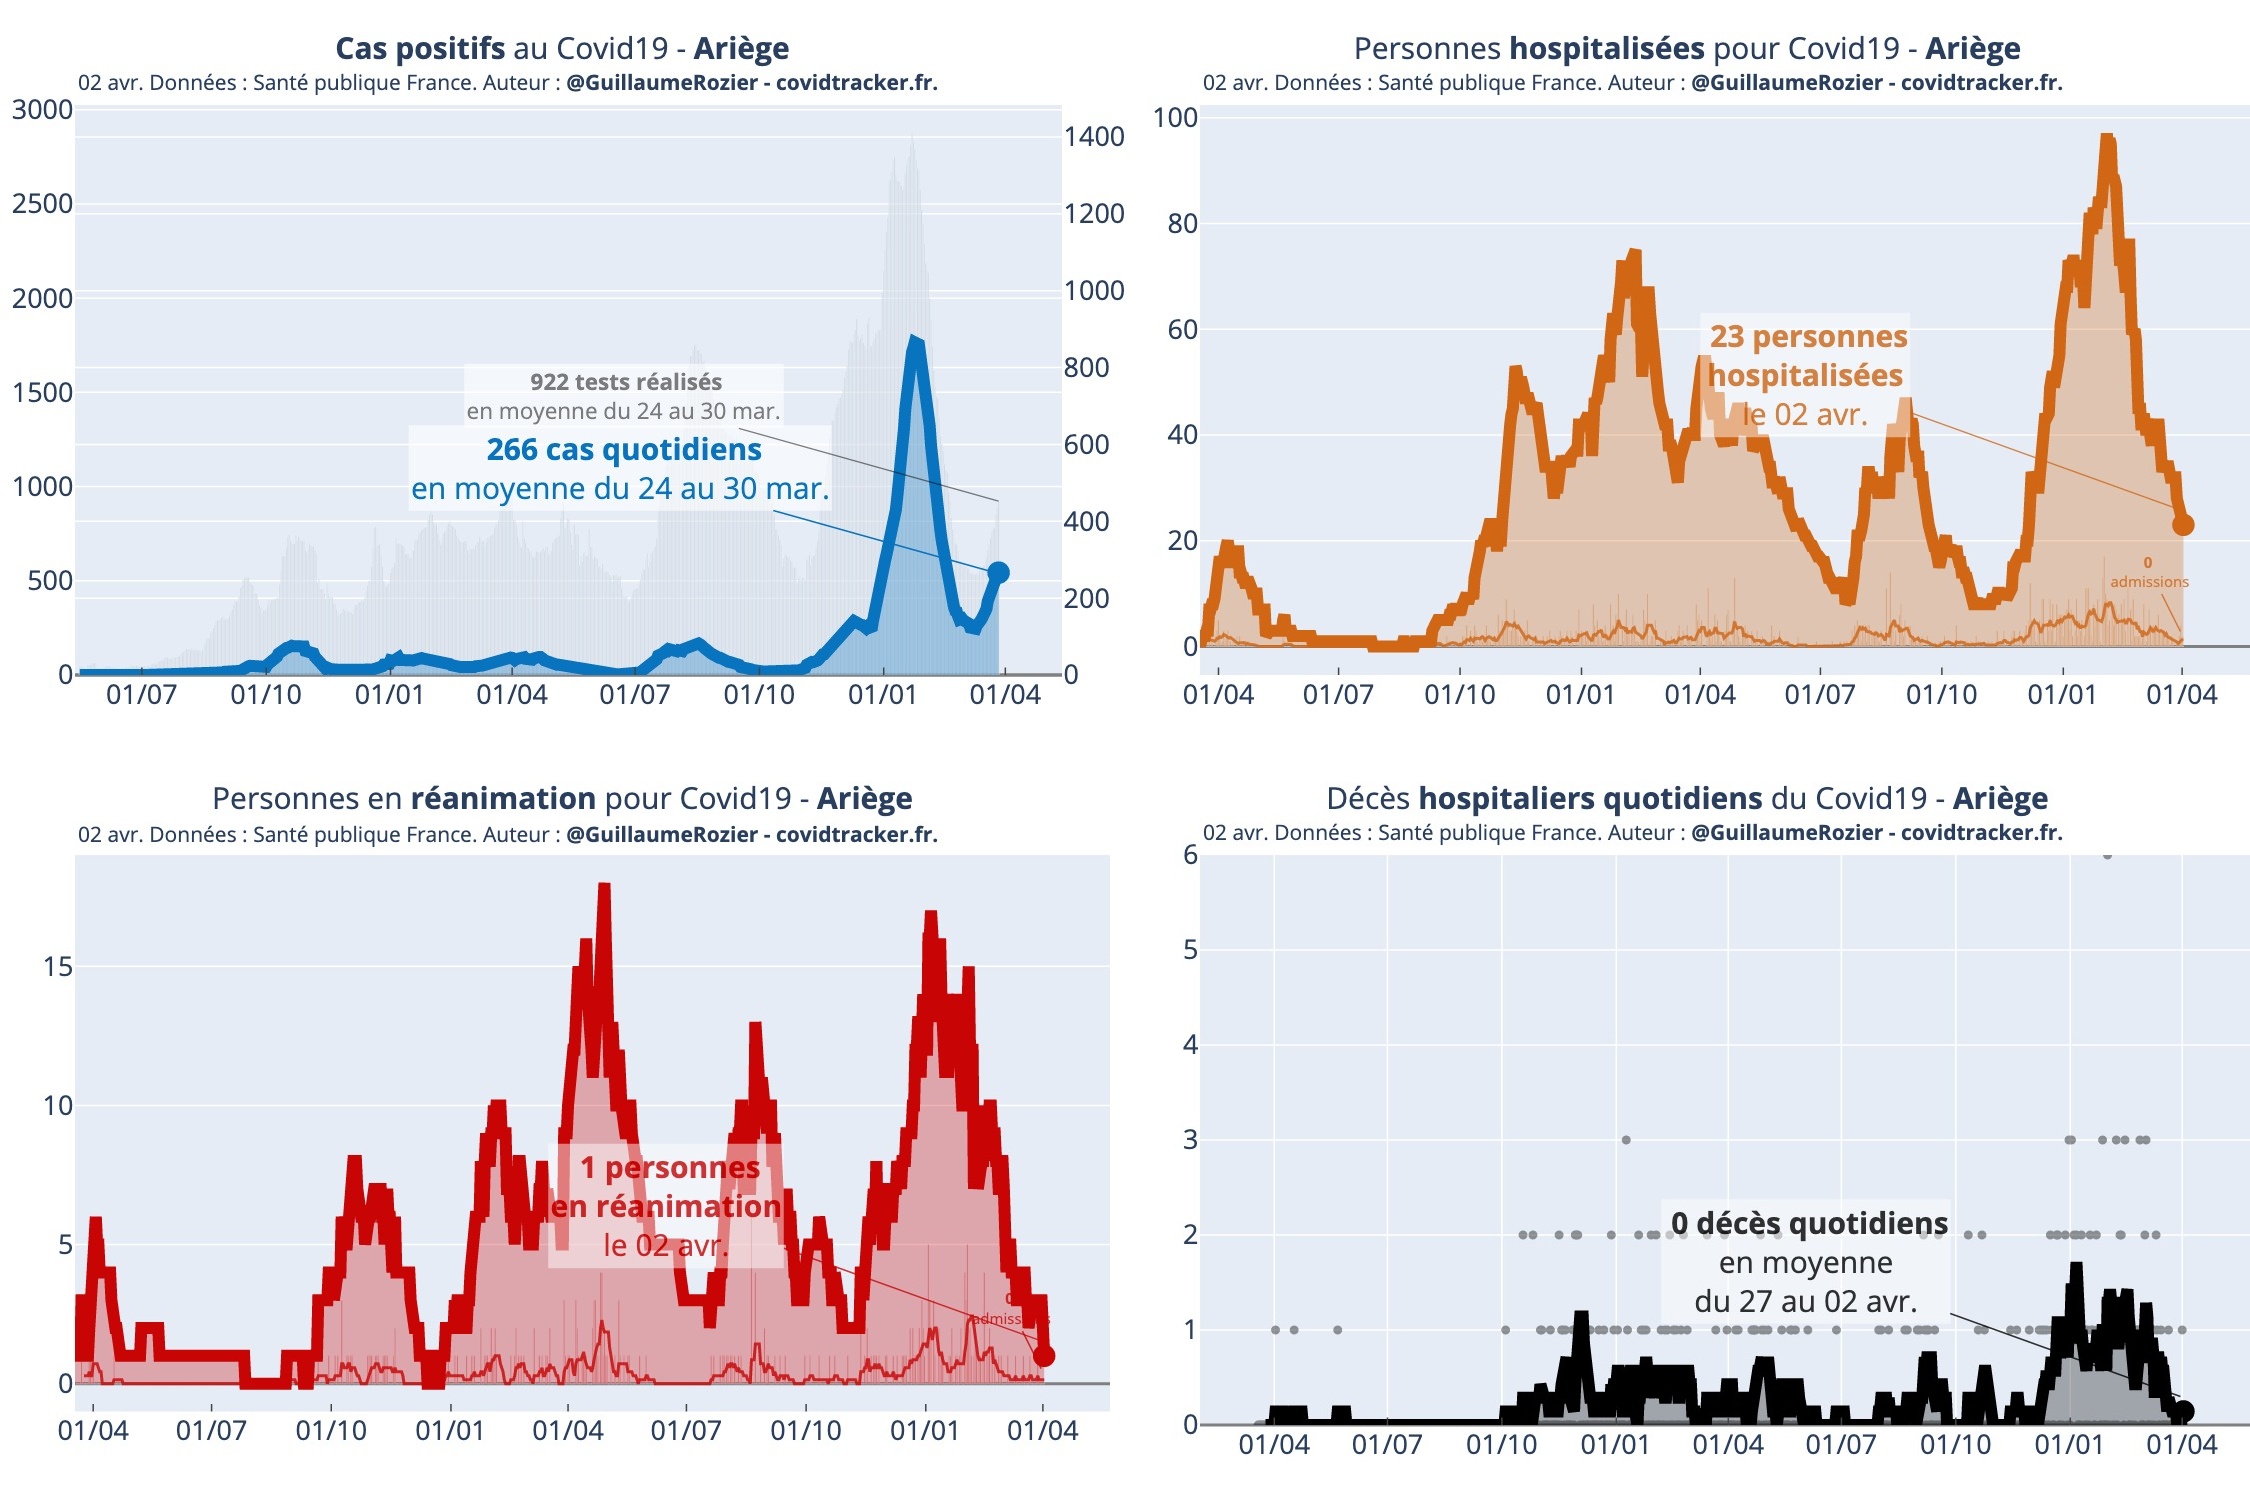 Cas positifs au Covid19 - Ariège
02 avr. Données : Santé publique France. Auteur : @GuillaumeRozier - covidtracker.fr.
3000
2500
2000
1500
1000
500
0
1400
1200
1000
800
600
400
200
0
922 tests réalisés
en moyenne du 24 au 30 mar.
266 cas quotidiens
en moyenne du 24 au 30 mar.
01/07 01/10 01/01 01/04 01/07 01/10 01/01 01/04
Personnes hospitalisées pour Covid19 - Ariège
02 avr. Données : Santé publique France. Auteur : @GuillaumeRozier - covidtracker.fr.
100
80
60
40
20
0
23 personnes
hospitalisées
le 02 avr.
0
admissions
01/04 01/07 01/10 01/01 01/04 01/07 01/10 01/01 01/04
Personnes en réanimation pour Covid19 - Ariège
02 avr. Données : Santé publique France. Auteur : @GuillaumeRozier - covidtracker.fr.
15
10
5
0
1 personnes
en réanimation
le 02 avr.
0
admissions
01/04 01/07 01/10 01/01 01/04 01/07 01/10 01/01 01/04
Décès hospitaliers quotidiens du Covid19 - Ariège
02 avr. Données : Santé publique France. Auteur : @GuillaumeRozier - covidtracker.fr.
6
5
4
3
2
1
0
0 décès quotidiens
en moyenne
du 27 au 02 avr.
01/04 01/07 01/10 01/01 01/04 01/07 01/10 01/01 01/04